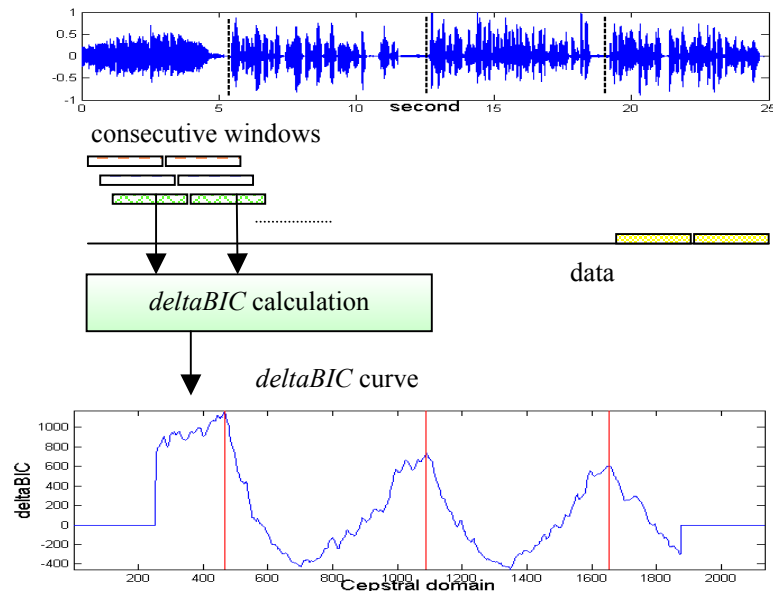 1
0.5
0
-0.5
-1
0 5 10 15 20 25
second
consecutive windows
data
deltaBIC calculation
deltaBIC curve
1000
800
600
400
200
0
-200
-400
deltaBIC
200 400 600 800 1000 1200 1400 1600 1800 2000
Cepstral domain